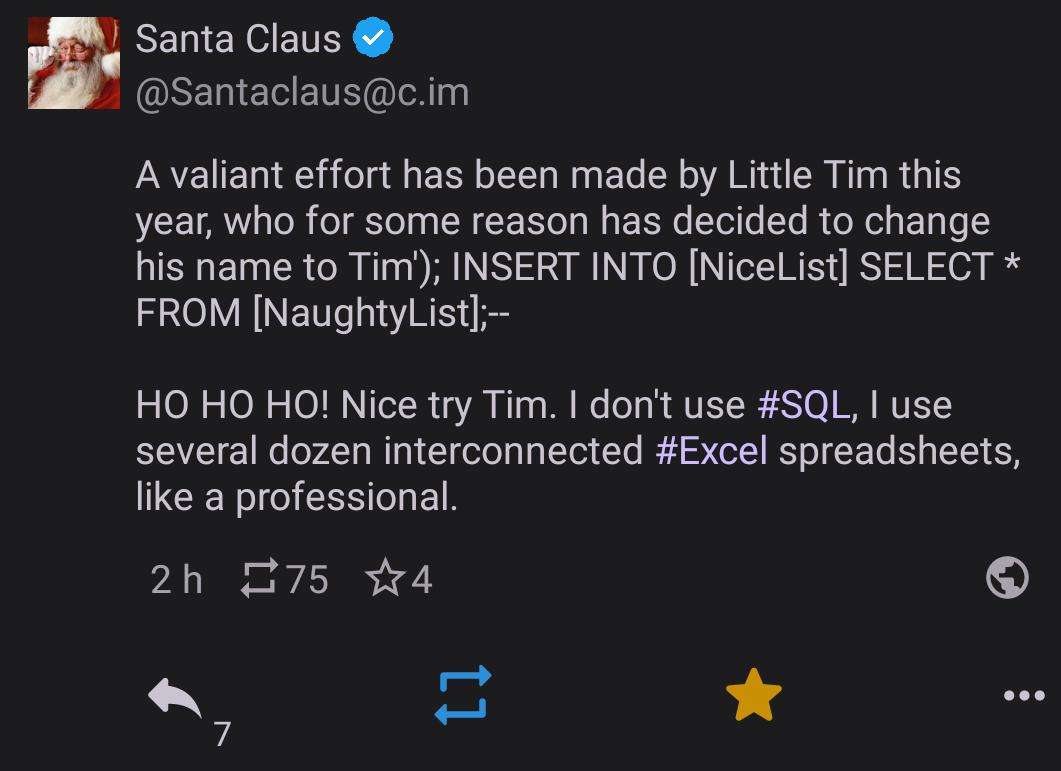 Santa Claus
@Santaclaus@c.im
A valiant effort has been made by Little Tim this
year, who for some reason has decided to change
his name to Tim'); INSERT INTO [NiceList] SELECT *
FROM [NaughtyList];--
HO HO HO! Nice try Tim. I don't use #SQL, I use
several dozen interconnected #Excel spreadsheets,
like a professional.
2 h 75 4
7